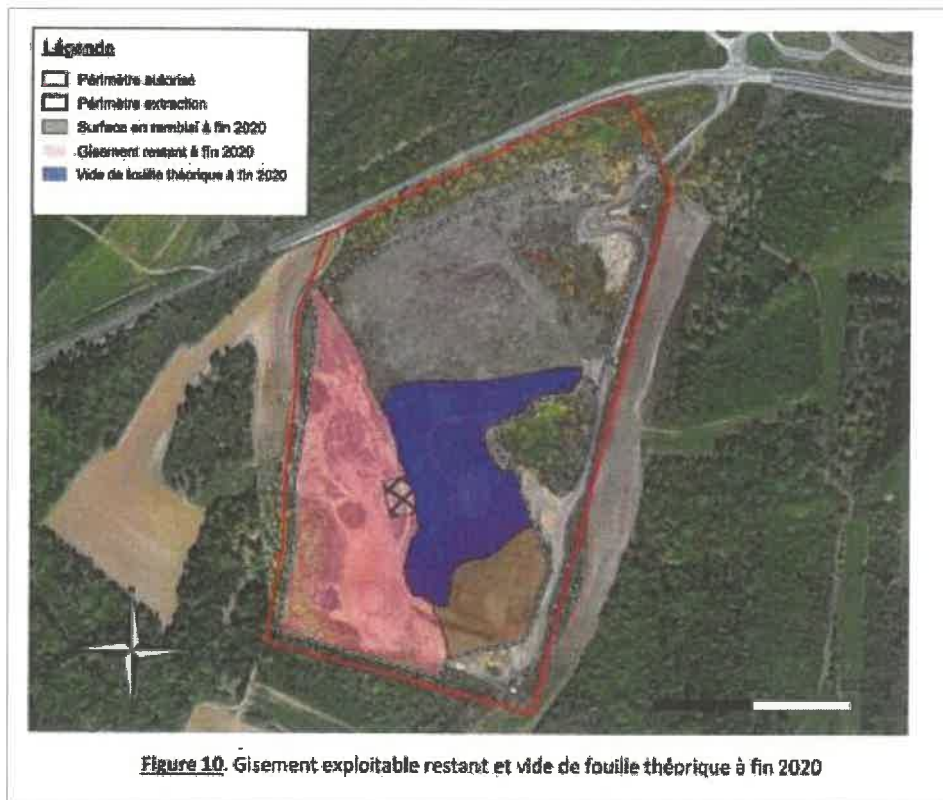 Légende
Périmètre autorisé
Périmètre extraction
Surface en remblai à fin 2020
Gisement restant à fin 2020
Vide de fouille théorique à fin 2020
Figure 10. Gisement exploitable restant et vide de fouille théorique à fin 2020